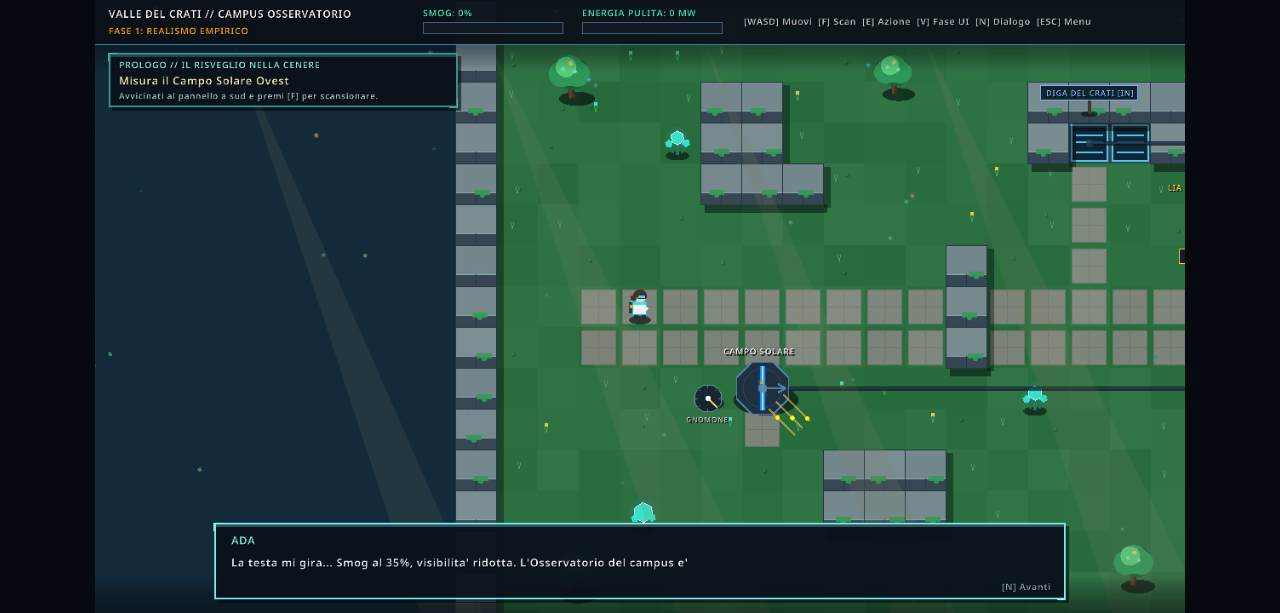 VALLE DEL CRATI // CAMPUS OSSERVATORIO
FASE 1: REALISMO EMPIRICO
SMOG: 0%
ENERGIA PULITA: 0 MW
[WASD] Muovi [F] Scan [E] Azione [V] Fase UI [N] Dialogo [ESC] Menu
PROLOGO // IL RISVEGLIO NELLA CENERE
Misura il Campo Solare Ovest
Avvicinati al pannello a sud e premi [F] per scansionare.
DIGA DEL CRATI [IN]
LIA
CAMPO SOLARE
GNOMONE
ADA
La testa mi gira... Smog al 35%, visibilita' ridotta. L'Osservatorio del campus e'
[N] Avanti